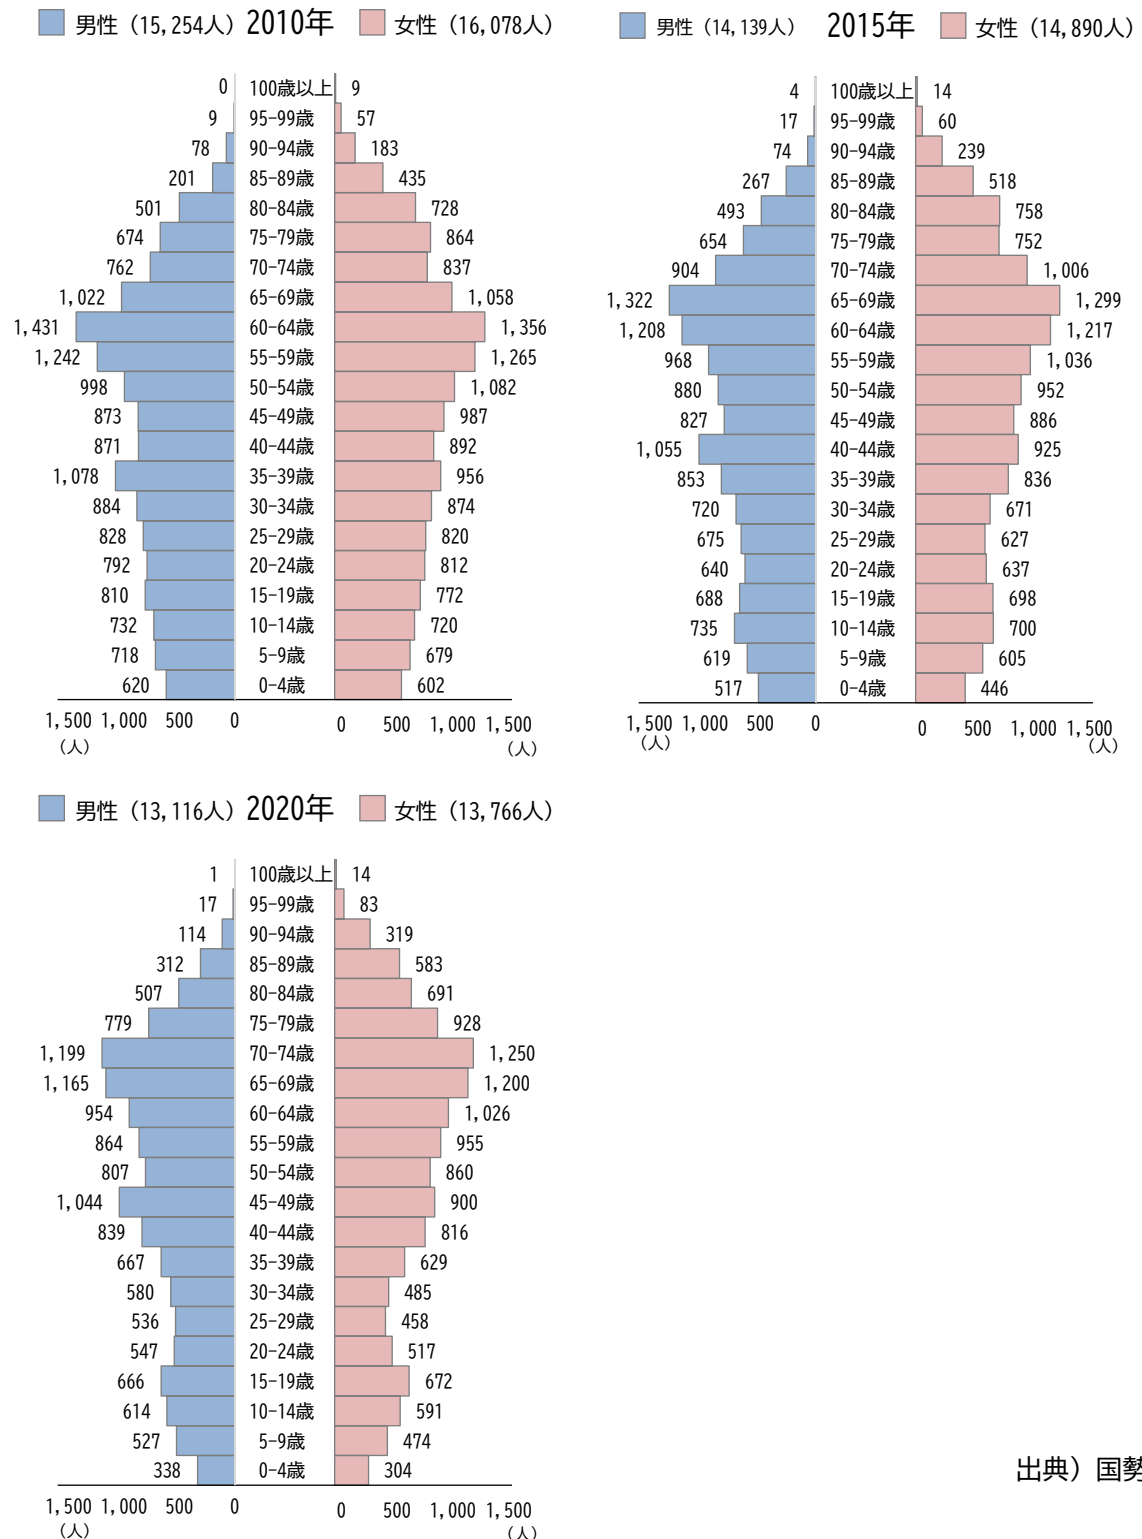 男性（15,254人） 2010年 女性（16,078人）
0 100歳以上 9
9 95-99歳 57
78 90-94歳 183
201 85-89歳 435
501 80-84歳 728
674 75-79歳 864
762 70-74歳 837
1,022 65-69歳 1,058
1,431 60-64歳 1,356
1,242 55-59歳 1,265
998 50-54歳 1,082
873 45-49歳 987
871 40-44歳 892
1,078 35-39歳 956
884 30-34歳 874
828 25-29歳 820
792 20-24歳 812
810 15-19歳 772
732 10-14歳 720
718 5-9歳 679
620 0-4歳 602
1,500 1,000 500 0 0 500 1,000 1,500
（人） （人）
男性（14,139人） 2015年 女性（14,890人）
4 100歳以上 14
17 95-99歳 60
74 90-94歳 239
267 85-89歳 518
493 80-84歳 758
654 75-79歳 752
904 70-74歳 1,006
1,322 65-69歳 1,299
1,208 60-64歳 1,217
968 55-59歳 1,036
880 50-54歳 952
827 45-49歳 886
1,055 40-44歳 925
853 35-39歳 836
720 30-34歳 671
675 25-29歳 627
640 20-24歳 637
688 15-19歳 698
735 10-14歳 700
619 5-9歳 605
517 0-4歳 446
1,500 1,000 500 0 0 500 1,000 1,500
（人） （人）
男性（13,116人） 2020年 女性（13,766人）
1 100歳以上 14
17 95-99歳 83
114 90-94歳 319
312 85-89歳 583
507 80-84歳 691
779 75-79歳 928
1,199 70-74歳 1,250
1,165 65-69歳 1,200
954 60-64歳 1,026
864 55-59歳 955
807 50-54歳 860
1,044 45-49歳 900
839 40-44歳 816
667 35-39歳 629
580 30-34歳 485
536 25-29歳 458
547 20-24歳 517
666 15-19歳 672
614 10-14歳 591
527 5-9歳 474
338 0-4歳 304
1,500 1,000 500 0 0 500 1,000 1,500
（人） （人）
出典）国勢